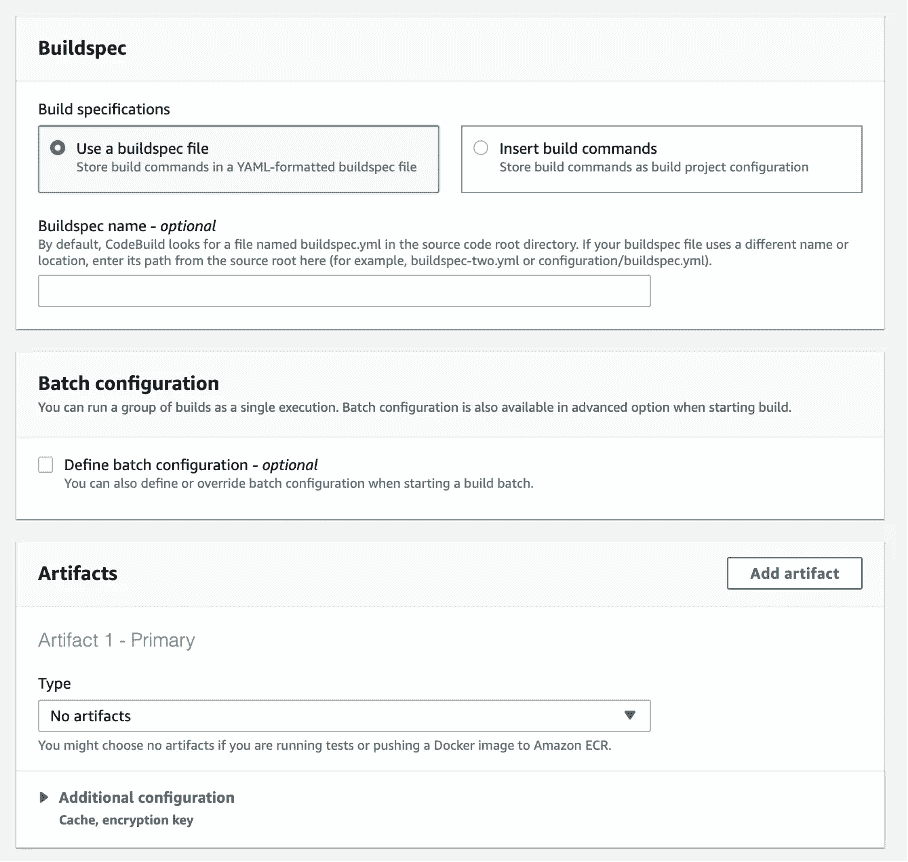 Buildspec
Build specifications
Use a buildspec file
Store build commands in a YAML-formatted buildspec file
Insert build commands
Store build commands as build project configuration
Buildspec name - optional
By default, CodeBuild looks for a file named buildspec.yml in the source code root directory. If your buildspec file uses a different name or
location, enter its path from the source root here (for example, buildspec-two.yml or configuration/buildspec.yml).
Batch configuration
You can run a group of builds as a single execution. Batch configuration is also available in advanced option when starting build.
Define batch configuration - optional
You can also define or override batch configuration when starting a build batch.
Artifacts
Add artifact
Artifact 1 - Primary
Type
No artifacts
You might choose no artifacts if you are running tests or pushing a Docker image to Amazon ECR.
Additional configuration
Cache, encryption key